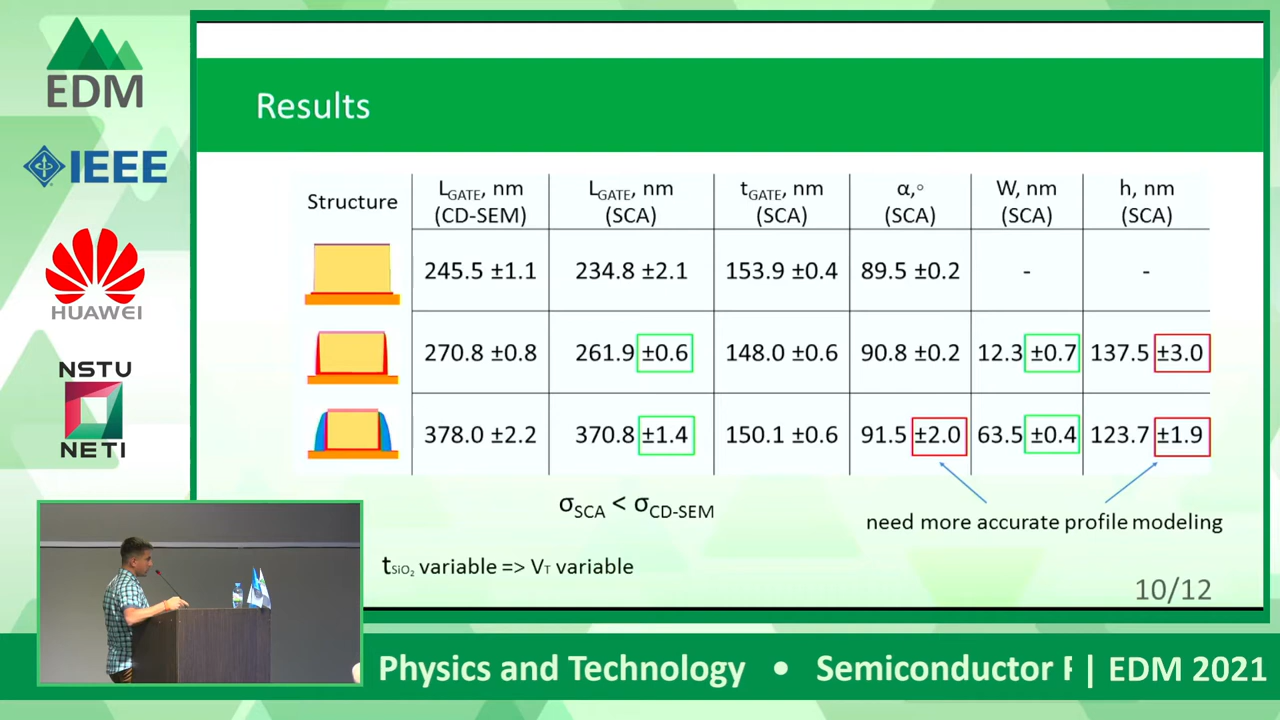 EDM
IEEE
HUAWEI
NSTU
NETI
Results
Structure
L_GATE, nm (CD-SEM)
L_GATE, nm (SCA)
t_GATE, nm (SCA)
α,° (SCA)
W, nm (SCA)
h, nm (SCA)
245.5 ±1.1 234.8 ±2.1 153.9 ±0.4 89.5 ±0.2 - -
270.8 ±0.8 261.9 ±0.6 148.0 ±0.6 90.8 ±0.2 12.3 ±0.7 137.5 ±3.0
378.0 ±2.2 370.8 ±1.4 150.1 ±0.6 91.5 ±2.0 63.5 ±0.4 123.7 ±1.9
σ_SCA < σ_CD-SEM
need more accurate profile modeling
t_SiO₂ variable => V_T variable
10/12
Physics and Technology • Semiconductor F | EDM 2021